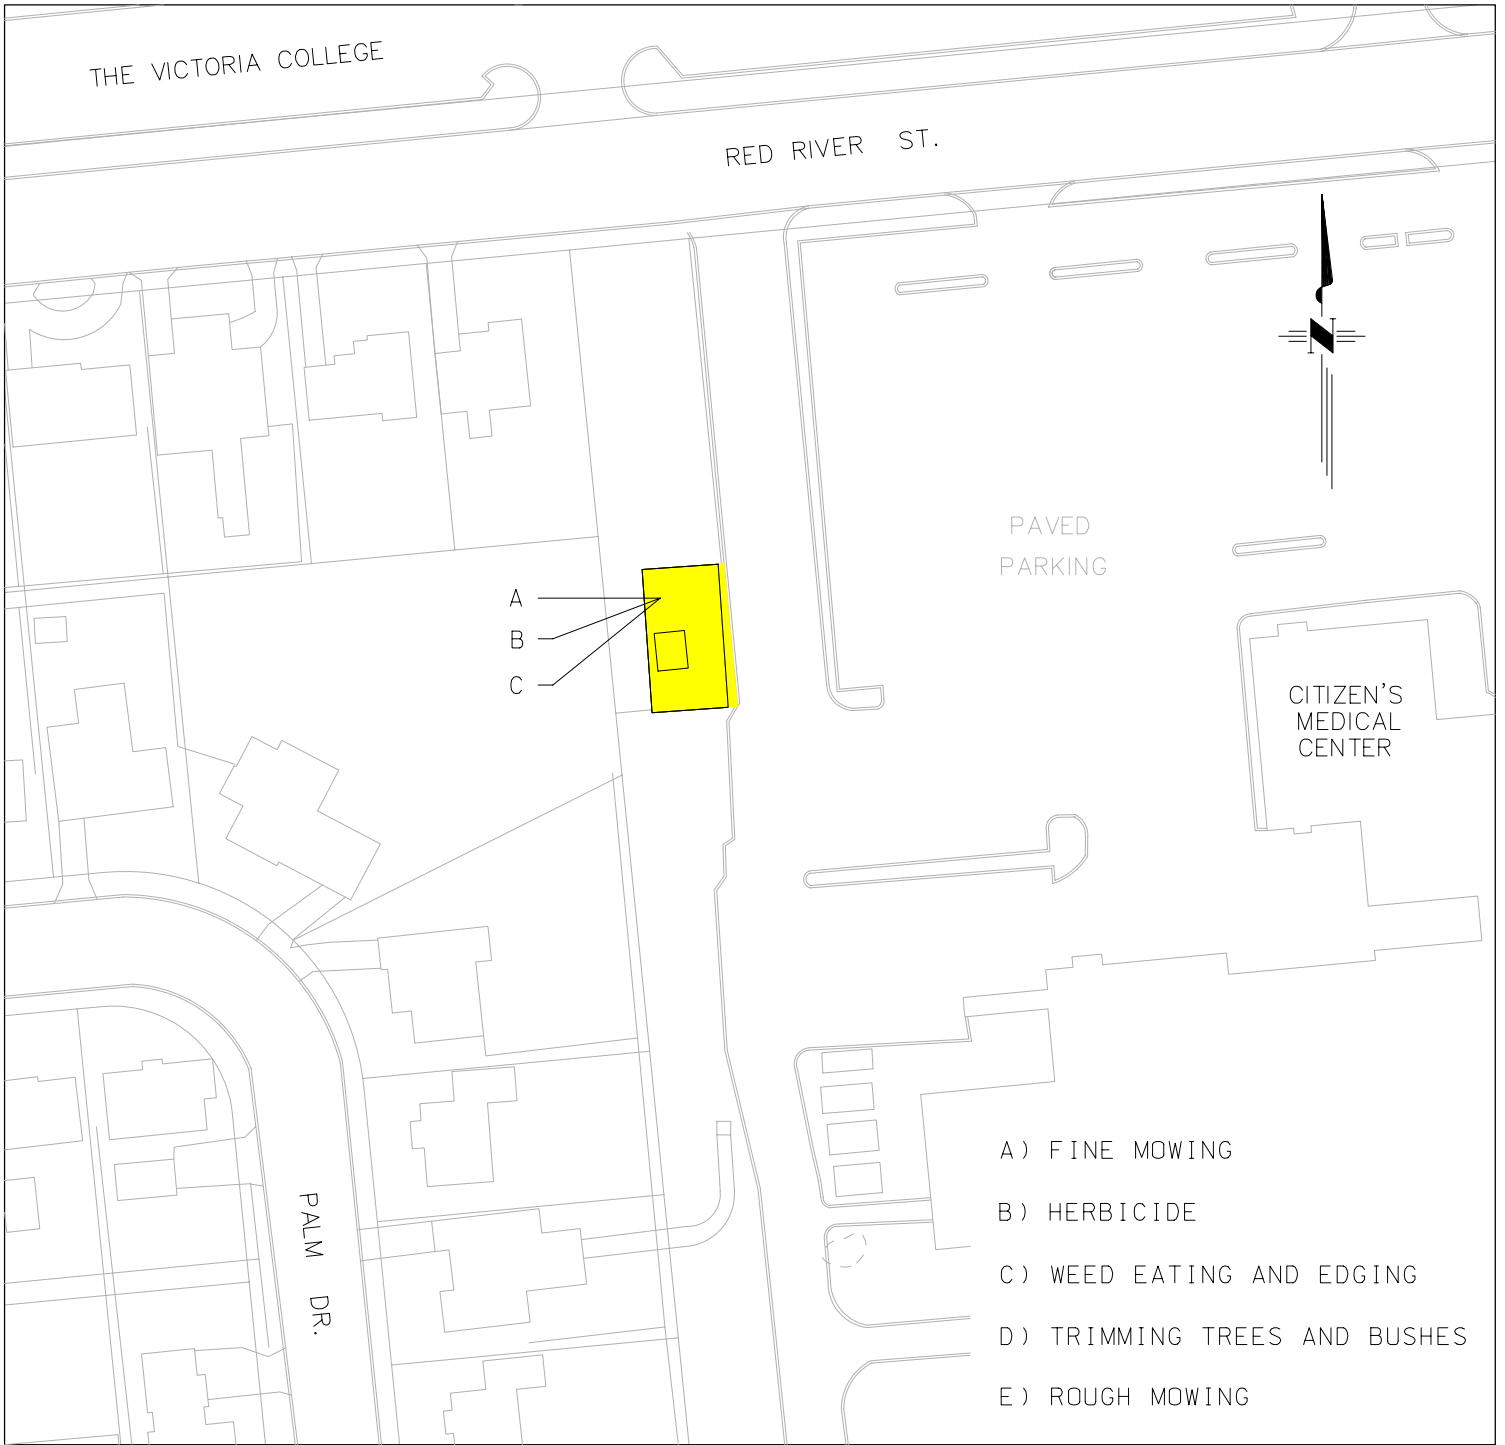 THE VICTORIA COLLEGE
RED RIVER ST.
N
PAVED
PARKING
A
B
C
CITIZEN'S
MEDICAL
CENTER
PALM DR.
A) FINE MOWING
B) HERBICIDE
C) WEED EATING AND EDGING
D) TRIMMING TREES AND BUSHES
E) ROUGH MOWING